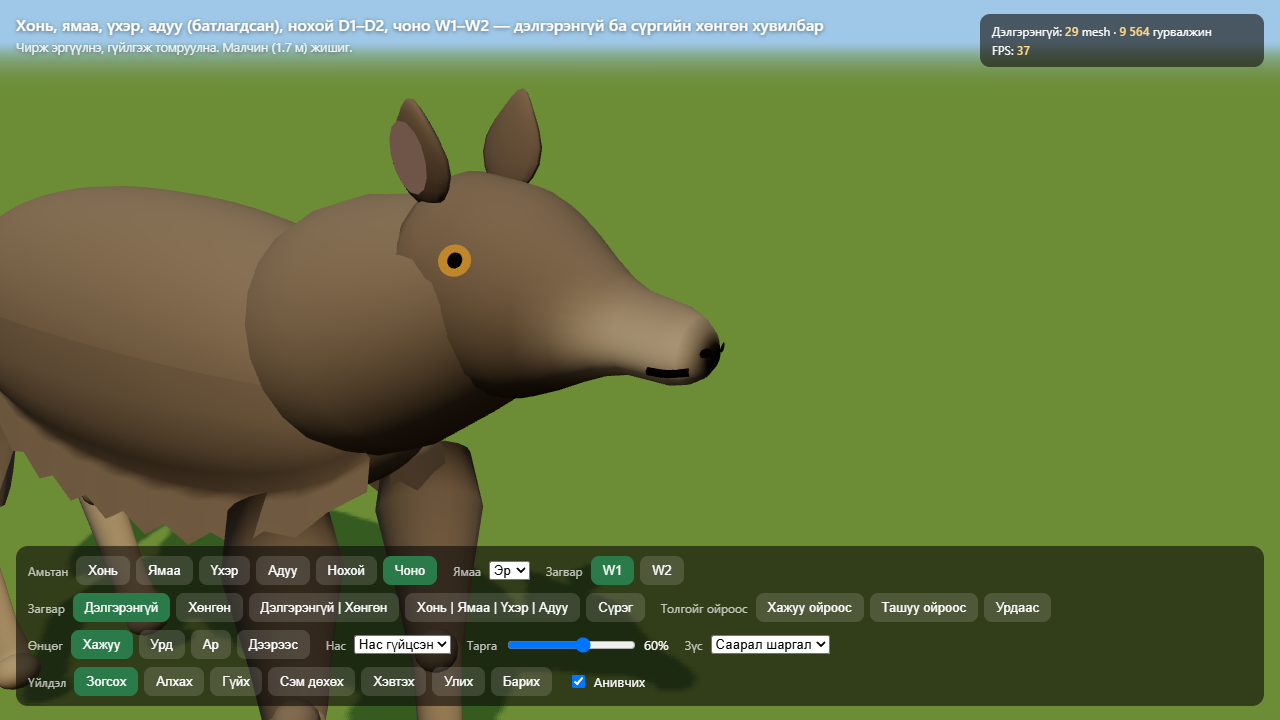 Хонь, ямаа, үхэр, адуу (батлагдсан), нохой D1–D2, чоно W1–W2 — дэлгэрэнгүй ба сүргийн хөнгөн хувилбар
Чирж эргүүлнэ, гүйлгэж томруулна. Малчин (1.7 м) жишиг.
Дэлгэрэнгүй: 29 mesh · 9 564 гурвалжин
FPS: 37
Амьтан Хонь Ямаа Үхэр Адуу Нохой Чоно Ямаа Эр Загвар W1 W2
Загвар Дэлгэрэнгүй Хөнгөн Дэлгэрэнгүй | Хөнгөн Хонь | Ямаа | Үхэр | Адуу Сүрэг Толгойг ойроос Хажуу ойроос Ташуу ойроос Урдаас
Өнцөг Хажуу Урд Ар Дээрээс Нас Нас гүйцсэн Тарга 60% Зүс Саарал шаргал
Үйлдэл Зогсох Алхах Гүйх Сэм дөхөх Хэвтэх Улих Барих Анивчих